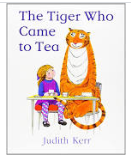 The Tiger Who
Came to Tea
Judith Kerr